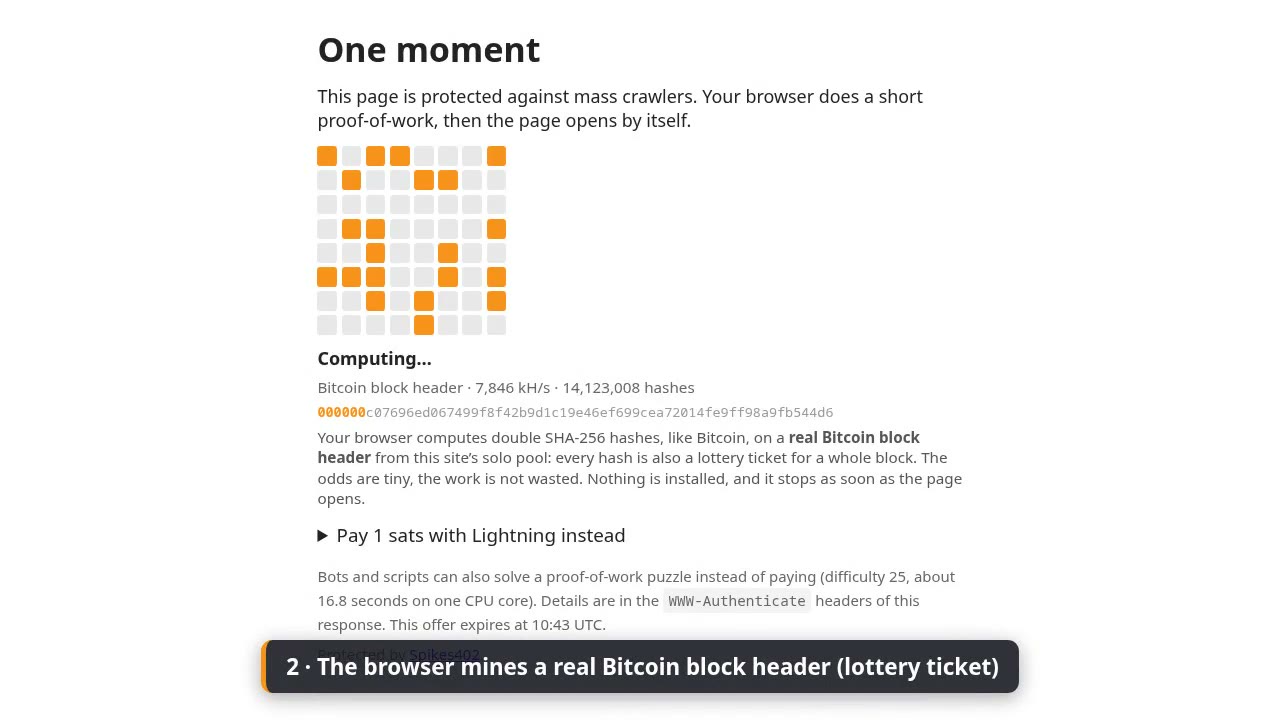 One moment
This page is protected against mass crawlers. Your browser does a short
proof-of-work, then the page opens by itself.
Computing...
Bitcoin block header · 7,846 kH/s · 14,123,008 hashes
000000c07696ed067499f8f42b9d1c19e46ef699cea72014fe9ff98a9fb544d6
Your browser computes double SHA-256 hashes, like Bitcoin, on a real Bitcoin block
header from this site’s solo pool: every hash is also a lottery ticket for a whole block. The
odds are tiny, the work is not wasted. Nothing is installed, and it stops as soon as the page
opens.
▶ Pay 1 sats with Lightning instead
Bots and scripts can also solve a proof-of-work puzzle instead of paying (difficulty 25, about
16.8 seconds on one CPU core). Details are in the WWW-Authenticate headers of this
response. This offer expires at 10:43 UTC.
Protected by Spikes402
2 · The browser mines a real Bitcoin block header (lottery ticket)